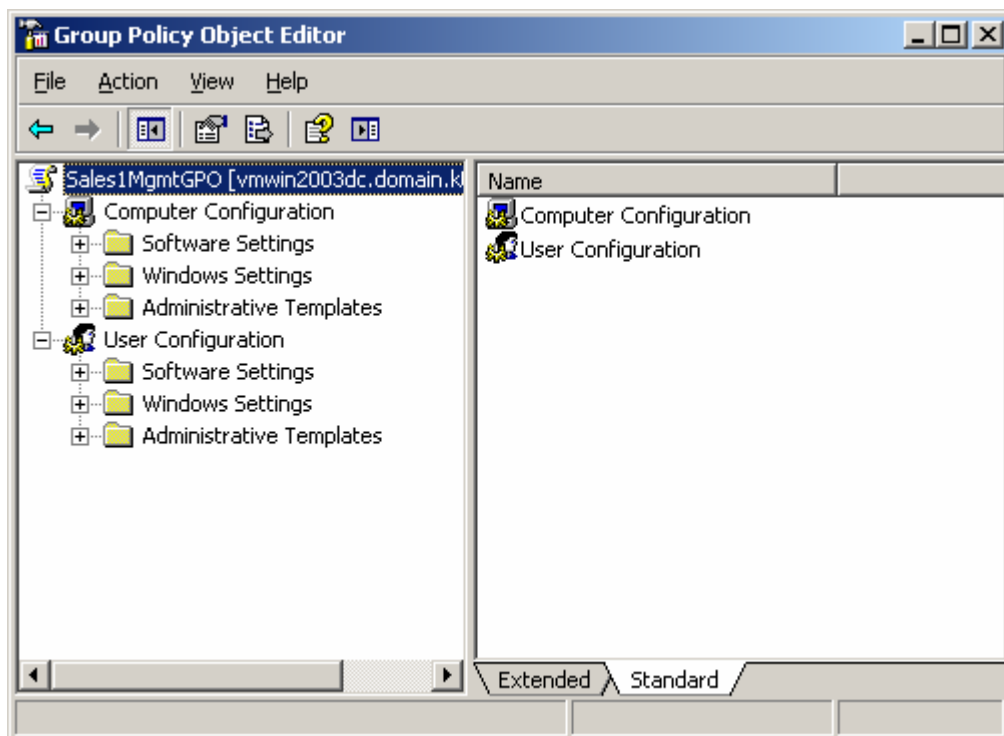 Group Policy Object Editor
File Action View Help
Sales1MgmtGPO [vmwin2003dc.domain.k
Computer Configuration
Software Settings
Windows Settings
Administrative Templates
User Configuration
Software Settings
Windows Settings
Administrative Templates
Name
Computer Configuration
User Configuration
Extended Standard